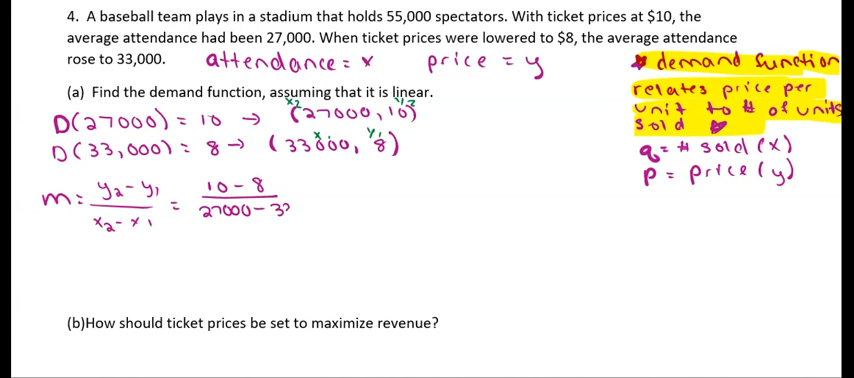 4. A baseball team plays in a stadium that holds 55,000 spectators. With ticket prices at $10, the
average attendance had been 27,000. When ticket prices were lowered to $8, the average attendance
rose to 33,000.
attendance = x price = y
(a) Find the demand function, assuming that it is linear.
D(27000) = 10 → (27000, 10)
x2 y2
D(33,000) = 8 → (33000, 8)
x1 y1
m = y2 - y1 / x2 - x1 = 10 - 8 / 27000 - 33
demand function
relates price per
unit to # of units
sold
q = # sold (x)
p = price (y)
(b)How should ticket prices be set to maximize revenue?